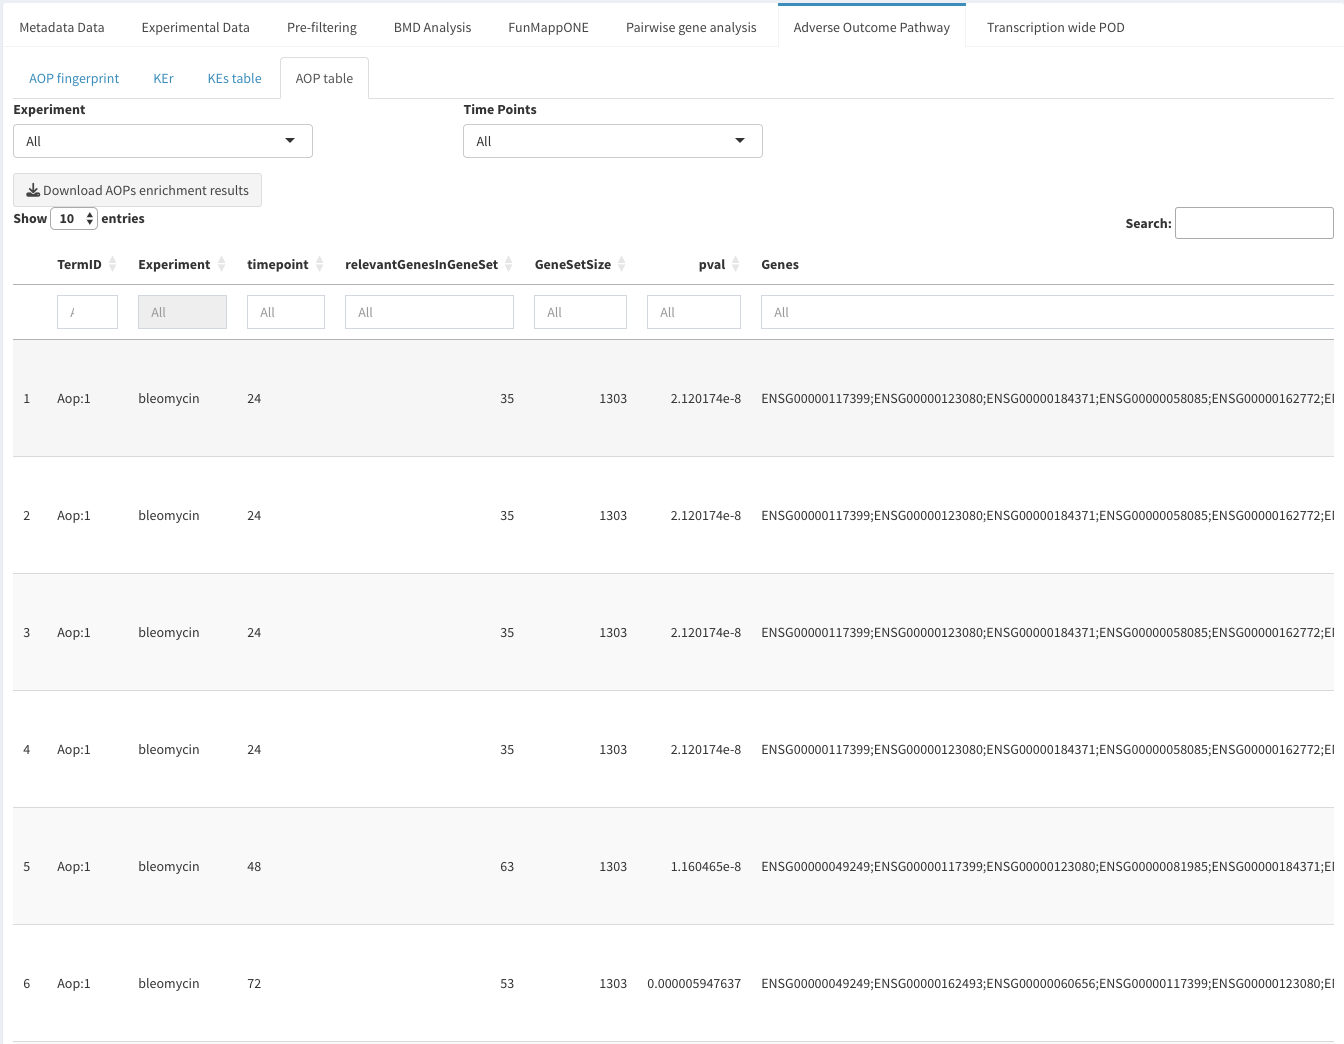 Metadata Data Experimental Data Pre-filtering BMD Analysis FunMappONE Pairwise gene analysis Adverse Outcome Pathway Transcription wide POD
AOP fingerprint KEr KEs table AOP table
Experiment Time Points
All All
Download AOPs enrichment results
Show 10 entries
Search:
TermID Experiment timepoint relevantGenesInGeneSet GeneSetSize pval Genes
All All All All All All
1 Aop:1 bleomycin 24 35 1303 2.120174e-8 ENSG00000117399;ENSG00000123080;ENSG00000184371;ENSG00000058085;ENSG00000162772;
2 Aop:1 bleomycin 24 35 1303 2.120174e-8 ENSG00000117399;ENSG00000123080;ENSG00000184371;ENSG00000058085;ENSG00000162772;
3 Aop:1 bleomycin 24 35 1303 2.120174e-8 ENSG00000117399;ENSG00000123080;ENSG00000184371;ENSG00000058085;ENSG00000162772;
4 Aop:1 bleomycin 24 35 1303 2.120174e-8 ENSG00000117399;ENSG00000123080;ENSG00000184371;ENSG00000058085;ENSG00000162772;
5 Aop:1 bleomycin 48 63 1303 1.160465e-8 ENSG00000049249;ENSG00000117399;ENSG00000123080;ENSG00000081985;ENSG00000184371;
6 Aop:1 bleomycin 72 53 1303 0.000005947637 ENSG00000049249;ENSG00000162493;ENSG00000060656;ENSG00000117399;ENSG00000123080;